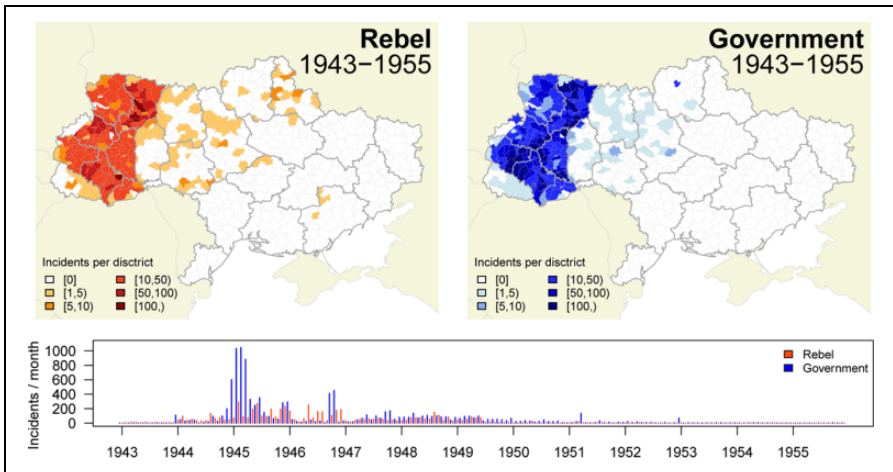 Rebel
1943−1955
Incidents per disctrict
[0] [10,50)
[1,5) [50,100)
[5,10) [100,)
Government
1943−1955
Incidents per disctrict
[0] [10,50)
[1,5) [50,100)
[5,10) [100,)
Incidents / month
1000
800
600
400
200
0
Rebel
Government
1943 1944 1945 1946 1947 1948 1949 1950 1951 1952 1953 1954 1955